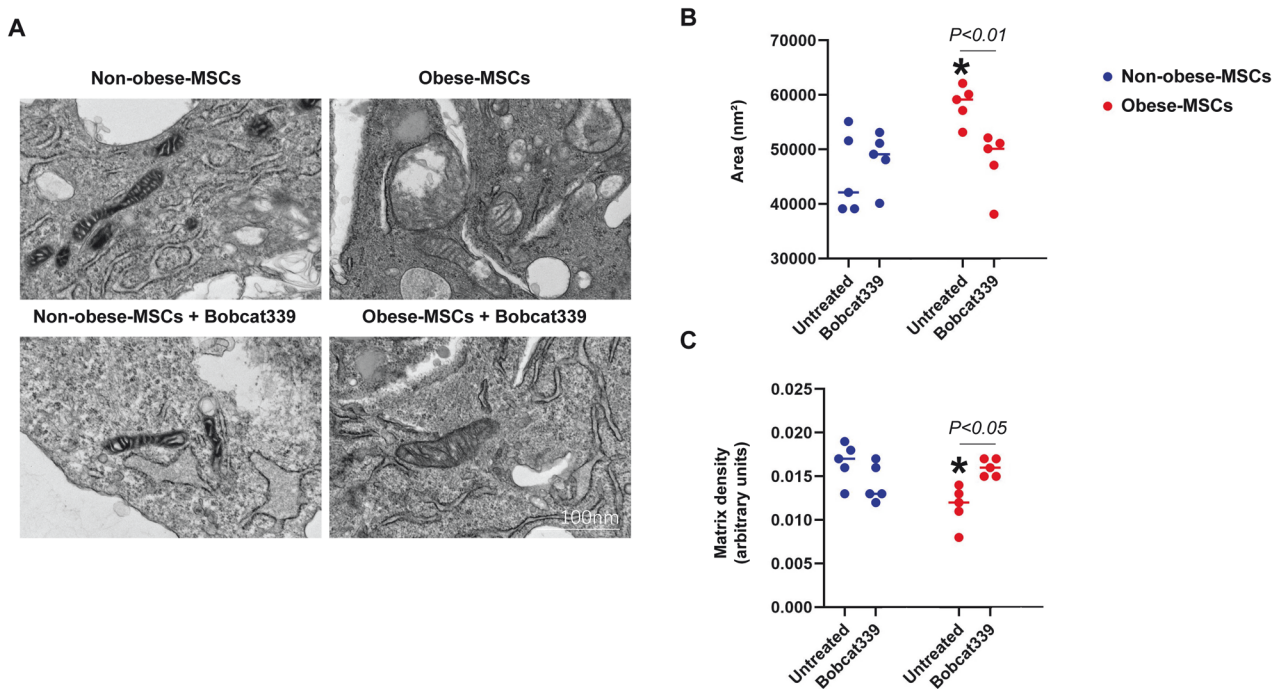 A
Non-obese-MSCs
Obese-MSCs
Non-obese-MSCs + Bobcat339
Obese-MSCs + Bobcat339
100nm
B
P<0.01
*
70000
60000
50000
40000
30000
Area (nm²)
Untreated
Bobcat339
Untreated
Bobcat339
Non-obese-MSCs
Obese-MSCs
C
P<0.05
*
0.025
0.020
0.015
0.010
0.005
0.000
Matrix density
(arbitrary units)
Untreated
Bobcat339
Untreated
Bobcat339